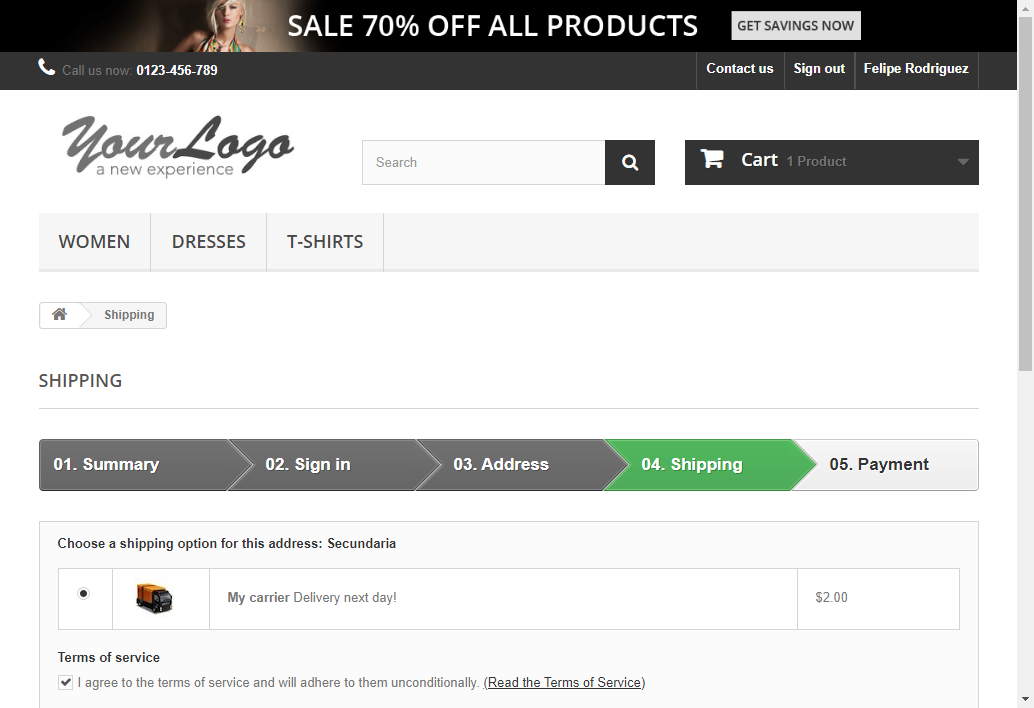 SALE 70% OFF ALL PRODUCTS GET SAVINGS NOW
Call us now: 0123-456-789 Contact us Sign out Felipe Rodriguez
YourLogo
a new experience
Search
Cart 1 Product
WOMEN DRESSES T-SHIRTS
Shipping
SHIPPING
01. Summary 02. Sign in 03. Address 04. Shipping 05. Payment
Choose a shipping option for this address: Secundaria
My carrier Delivery next day! $2.00
Terms of service
I agree to the terms of service and will adhere to them unconditionally. (Read the Terms of Service)